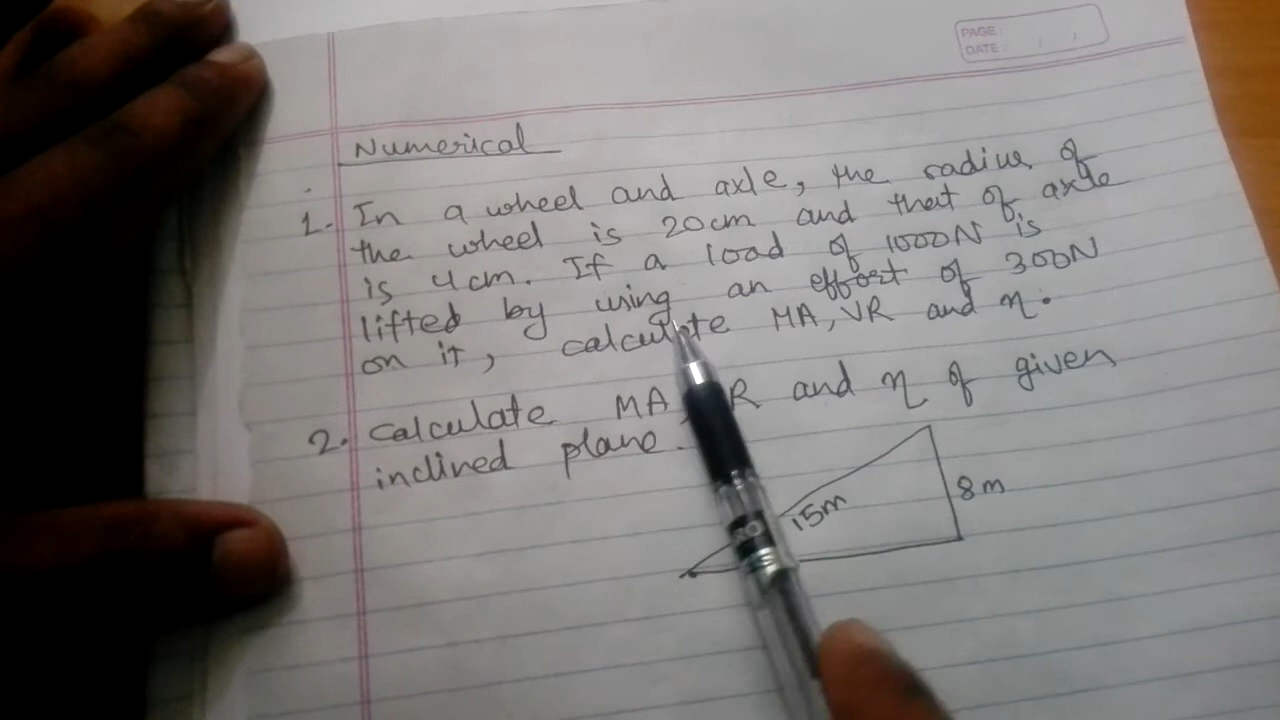 PAGE:
DATE:
Numerical
1. In a wheel and axle, the radius of
the wheel is 20cm and that of axle
is 4cm. If a load of 1000N is
lifted by using an effort of 300N
on it, calculate MA, VR and η.
2. Calculate MA, R and η of given
inclined plane.
15m
8m
RO